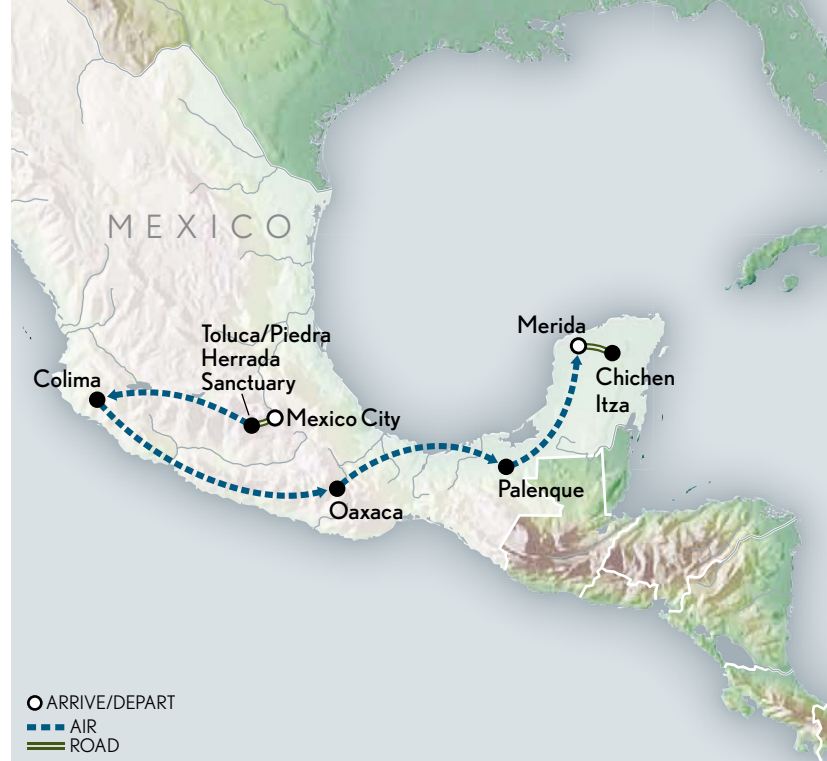 MEXICO
Toluca/Piedra
Herrada
Sanctuary
Colima
Mexico City
Oaxaca
Merida
Chichen
Itza
Palenque
ARRIVE/DEPART
AIR
ROAD